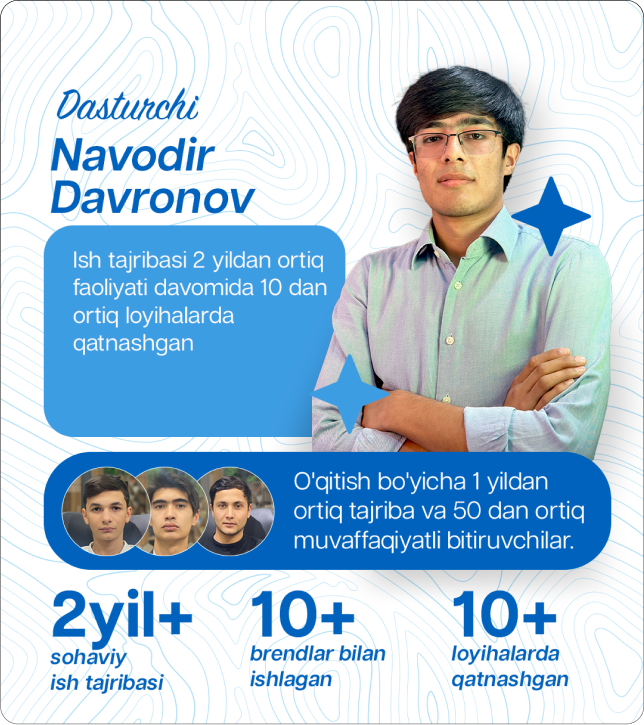 Dasturchi
Navodir
Davronov
Ish tajribasi 2 yildan ortiq
faoliyati davomida 10 dan
ortiq loyihalarda
qatnashgan
O'qitish bo'yicha 1 yildan
ortiq tajriba va 50 dan ortiq
muvaffaqiyatli bitiruvchilar.
2yil+
sohaviy
ish tajribasi
10+
brendlar bilan
ishlagan
10+
loyihalarda
qatnashgan